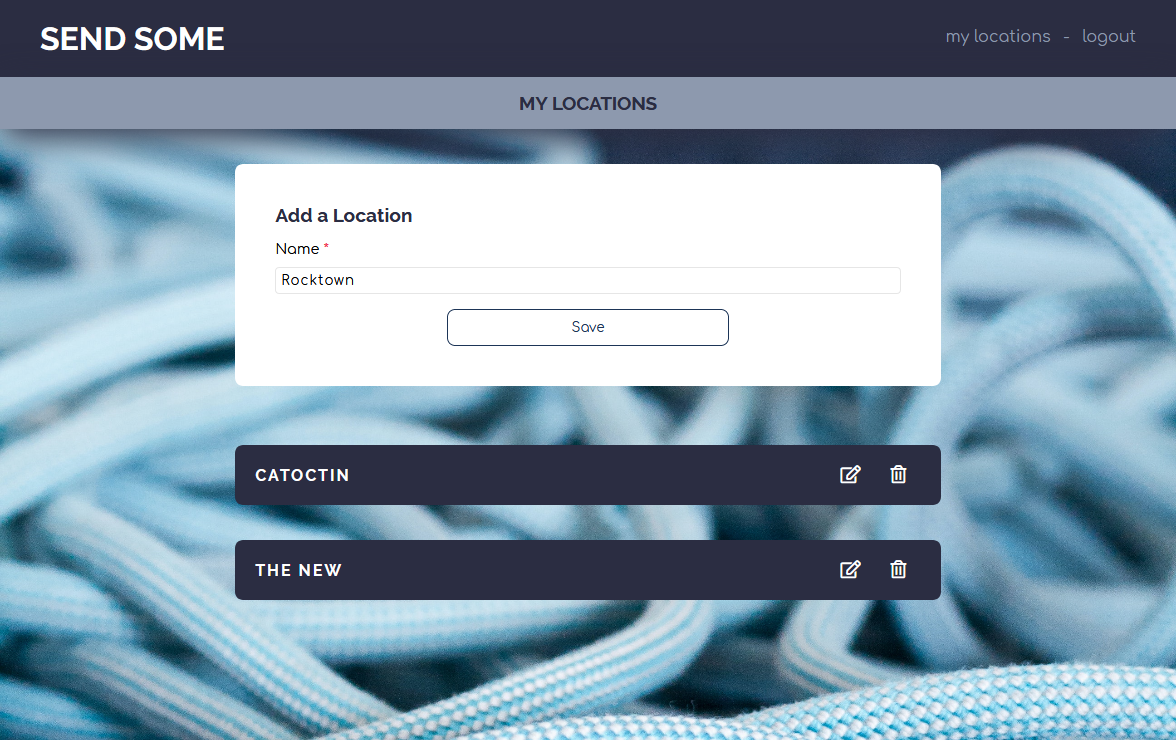 SEND SOME
my locations - logout
MY LOCATIONS
Add a Location
Name *
Rocktown
Save
CATOCTIN
THE NEW